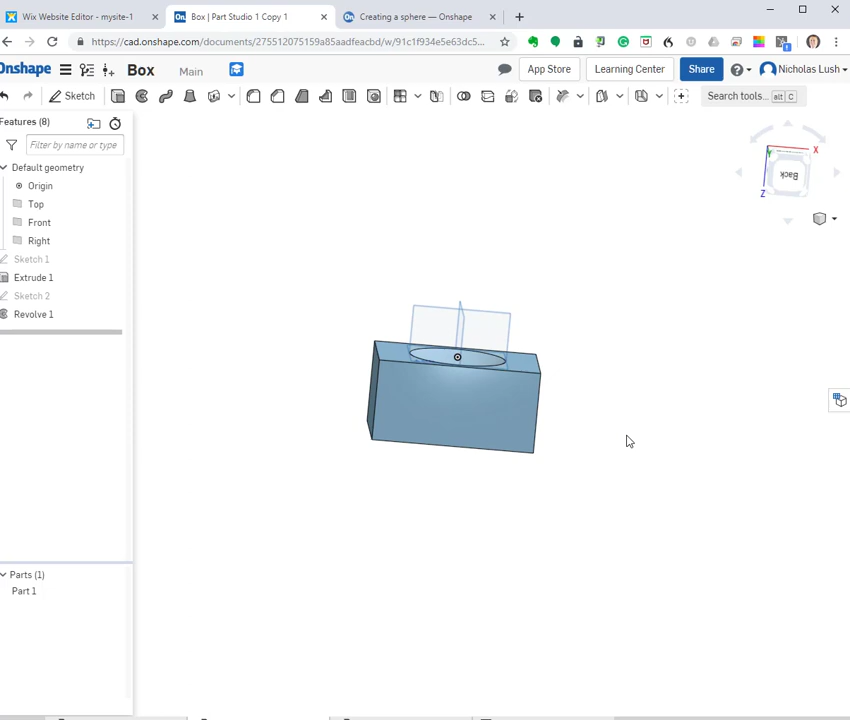 Wix Website Editor - mysite-1
Box | Part Studio 1 Copy 1
Creating a sphere — Onshape
https://cad.onshape.com/documents/275512075159a85aadfeacbd/w/91c1f934e5e63dc5...
Onshape
Box
Main
App Store
Learning Center
Share
Nicholas Lush
Sketch
Search tools...
alt
C
Features (8)
Filter by name or type
Default geometry
Origin
Top
Front
Right
Sketch 1
Extrude 1
Sketch 2
Revolve 1
X
Y
Back
Z
Parts (1)
Part 1